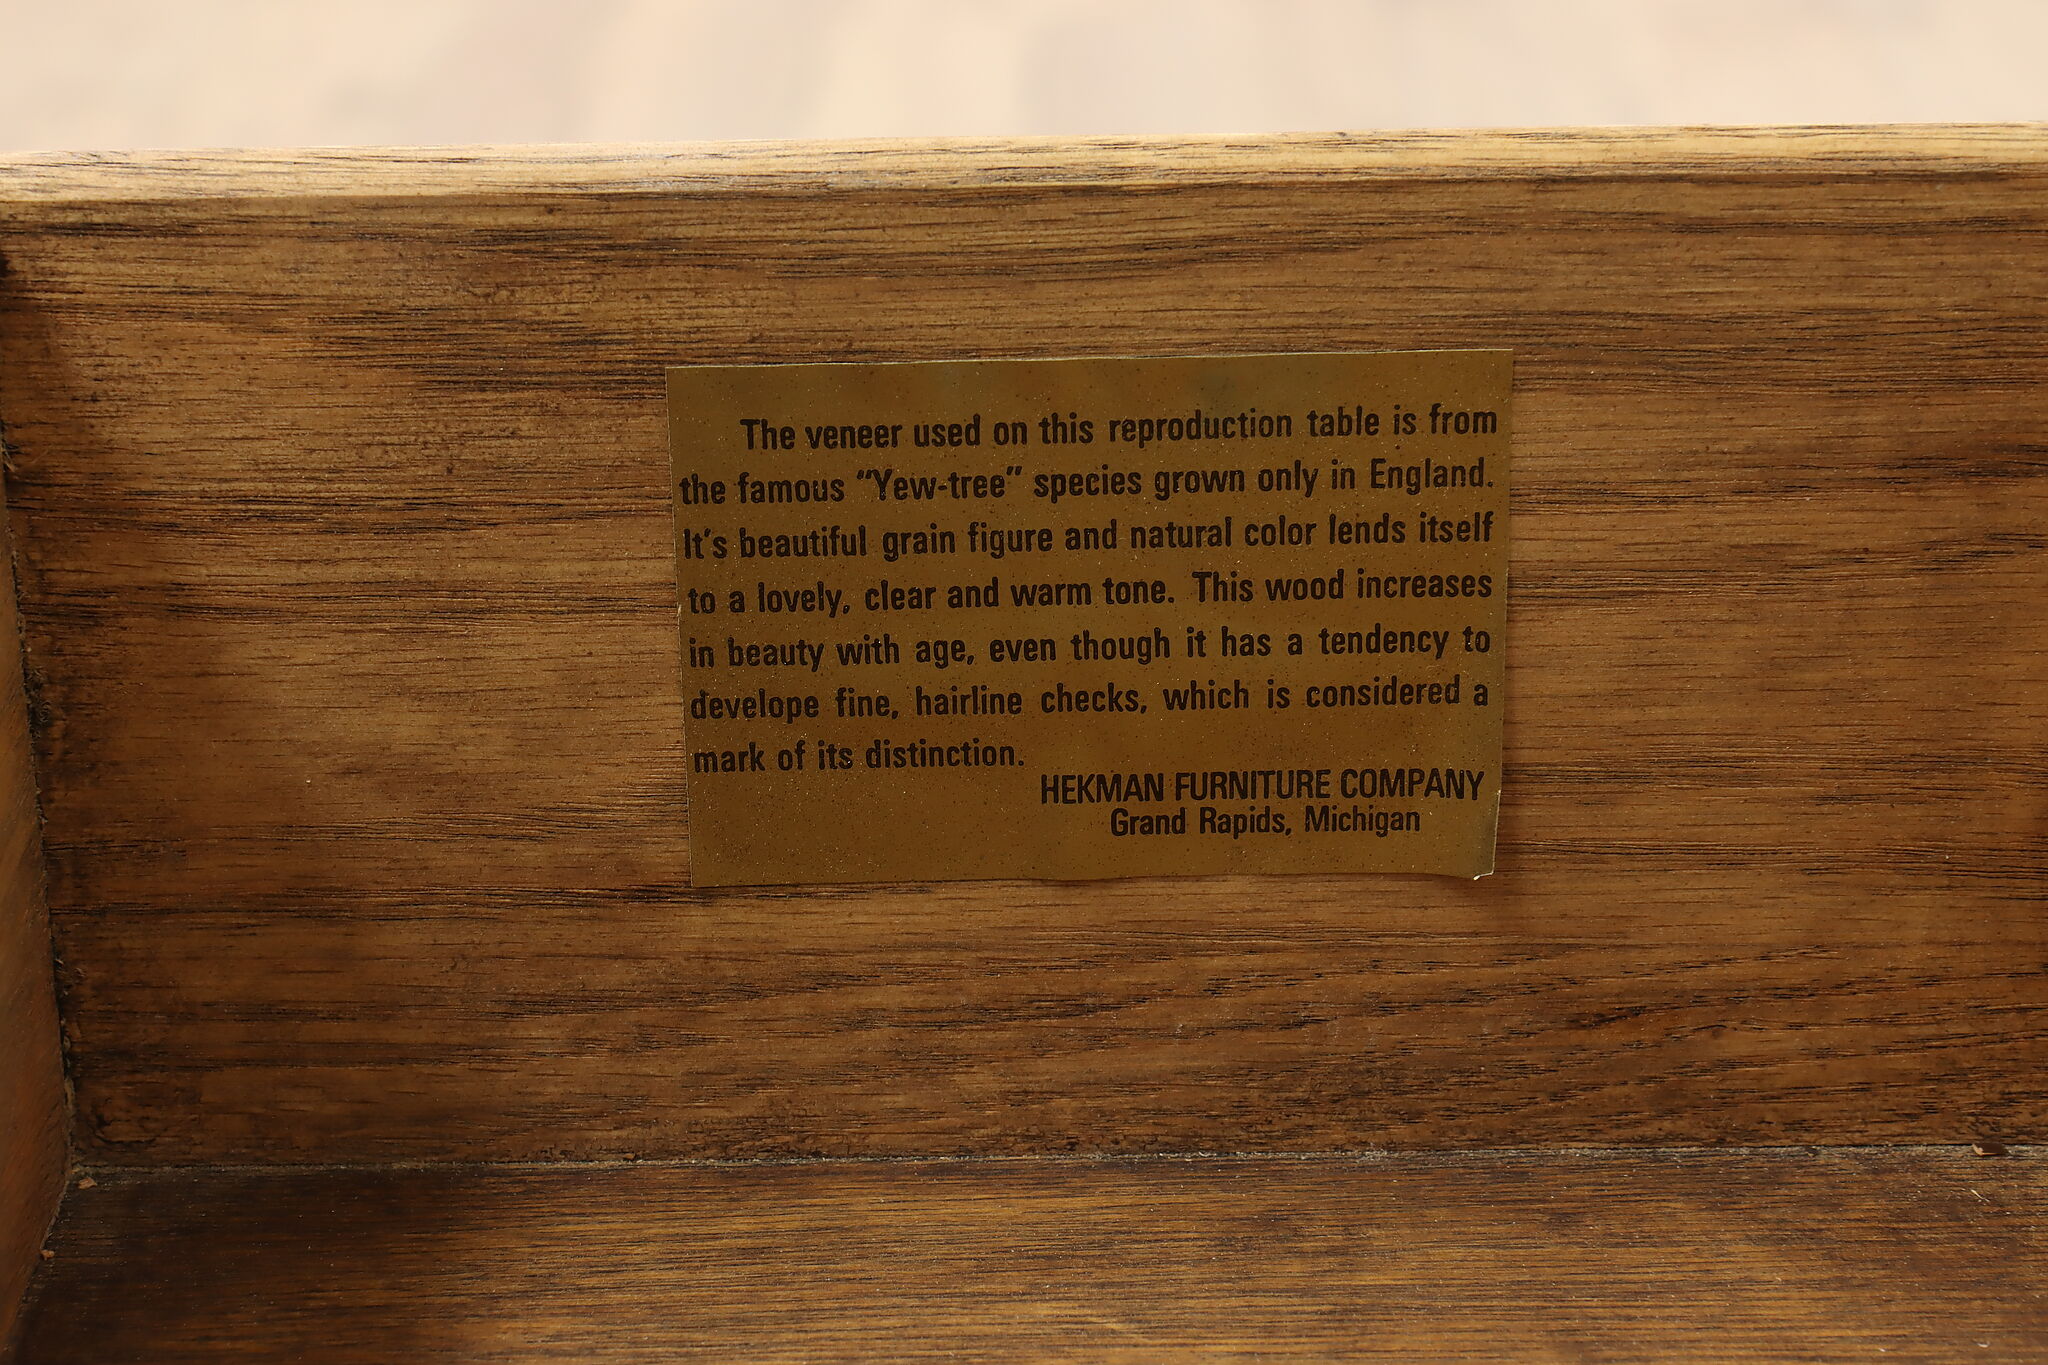 The veneer used on this reproduction table is from
the famous "Yew-tree" species grown only in England.
It's beautiful grain figure and natural color lends itself
to a lovely, clear and warm tone. This wood increases
in beauty with age, even though it has a tendency to
develope fine, hairline checks, which is considered a
mark of its distinction.
HEKMAN FURNITURE COMPANY
Grand Rapids, Michigan